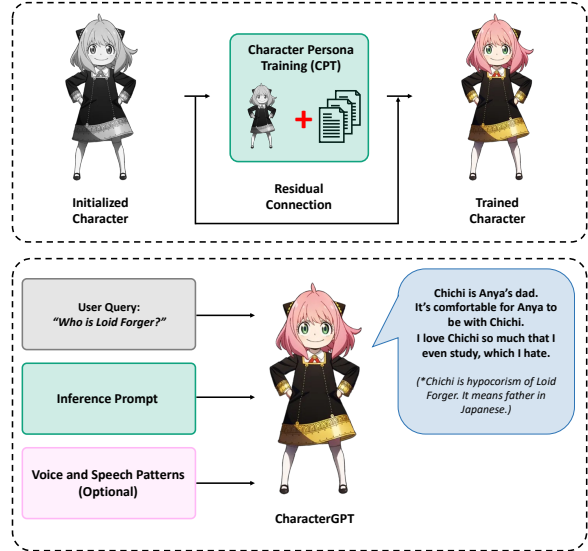 Character Persona
Training (CPT)
Initialized
Character
Residual
Connection
Trained
Character
User Query:
"Who is Loid Forger?"
Inference Prompt
Voice and Speech Patterns
(Optional)
CharacterGPT
Chichi is Anya's dad.
It's comfortable for Anya to
be with Chichi.
I love Chichi so much that I
even study, which I hate.
(*Chichi is hypocorism of Loid
Forger. It means father in
Japanese.)